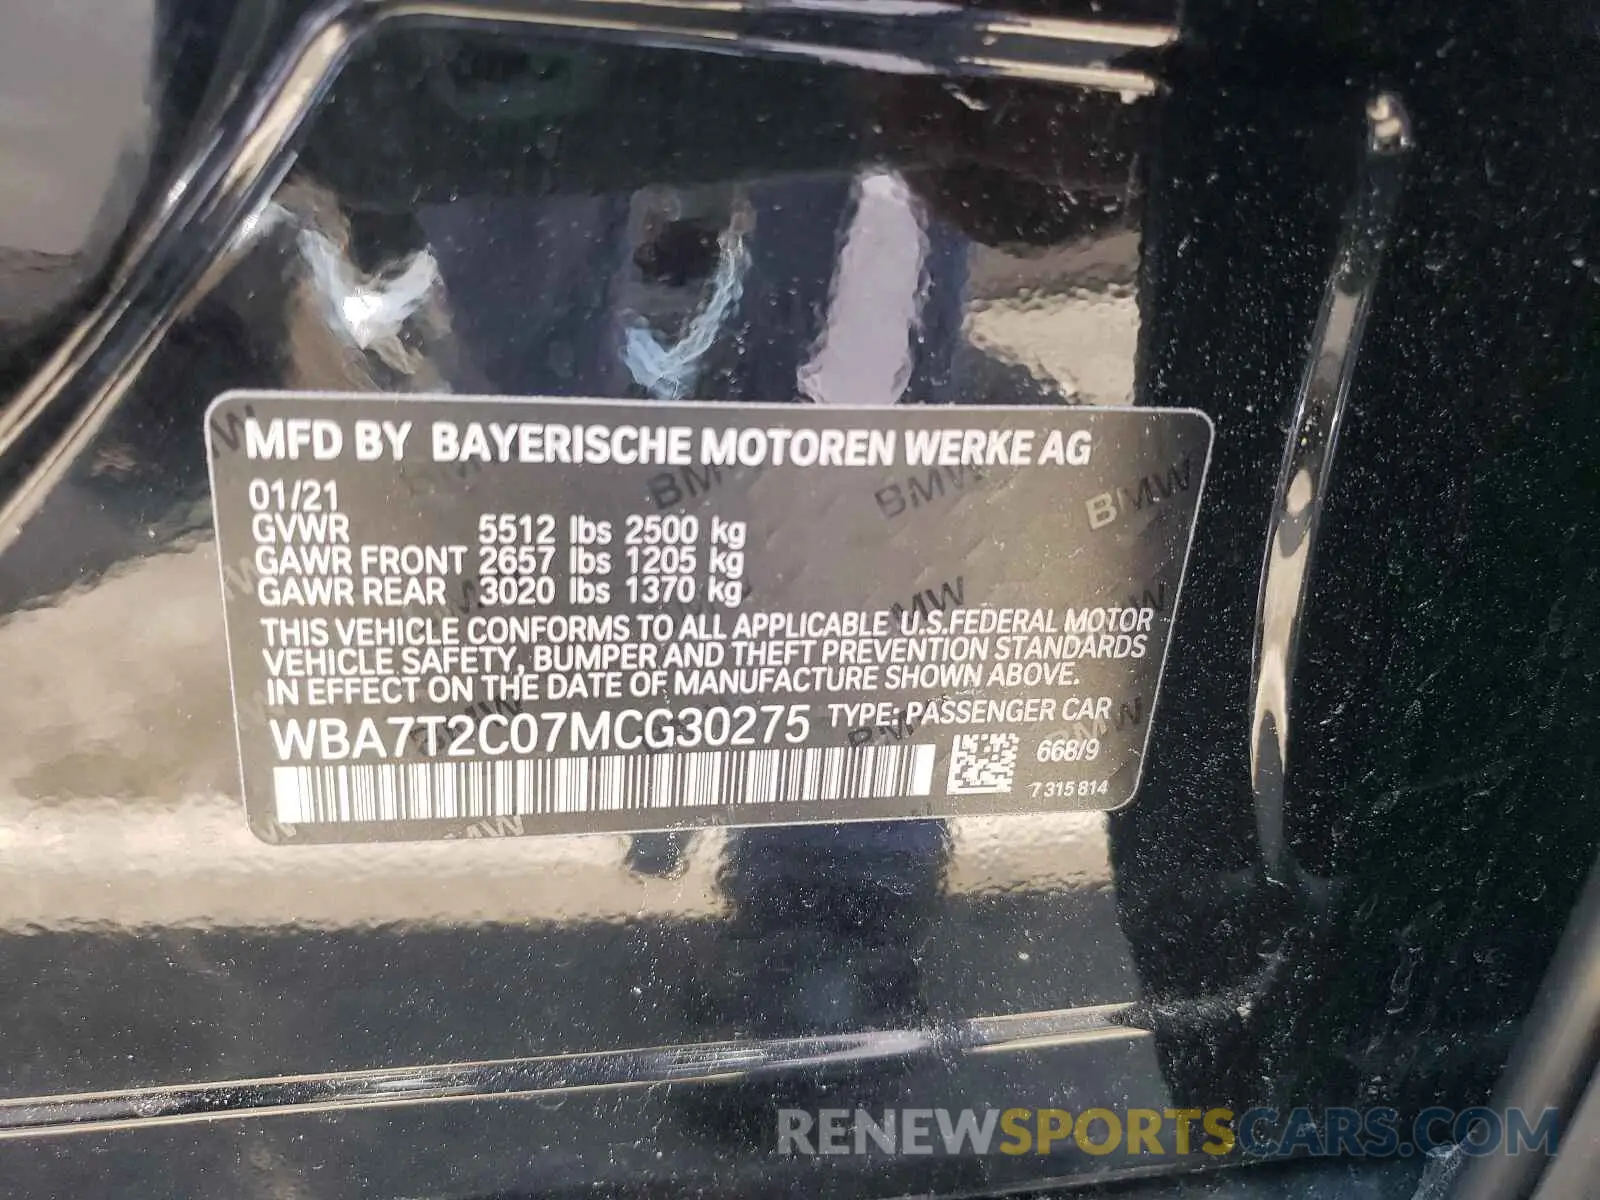 MFD BY BAYERISCHE MOTOREN WERKE AG
01/21
GVWR 5512 lbs 2500 kg
GAWR FRONT 2657 lbs 1205 kg
GAWR REAR 3020 lbs 1370 kg
THIS VEHICLE CONFORMS TO ALL APPLICABLE U.S.FEDERAL MOTOR
VEHICLE SAFETY, BUMPER AND THEFT PREVENTION STANDARDS
IN EFFECT ON THE DATE OF MANUFACTURE SHOWN ABOVE.
WBA7T2C07MCG30275 TYPE: PASSENGER CAR
668/9
7 315 814
RENEWSPORTSCARS.COM